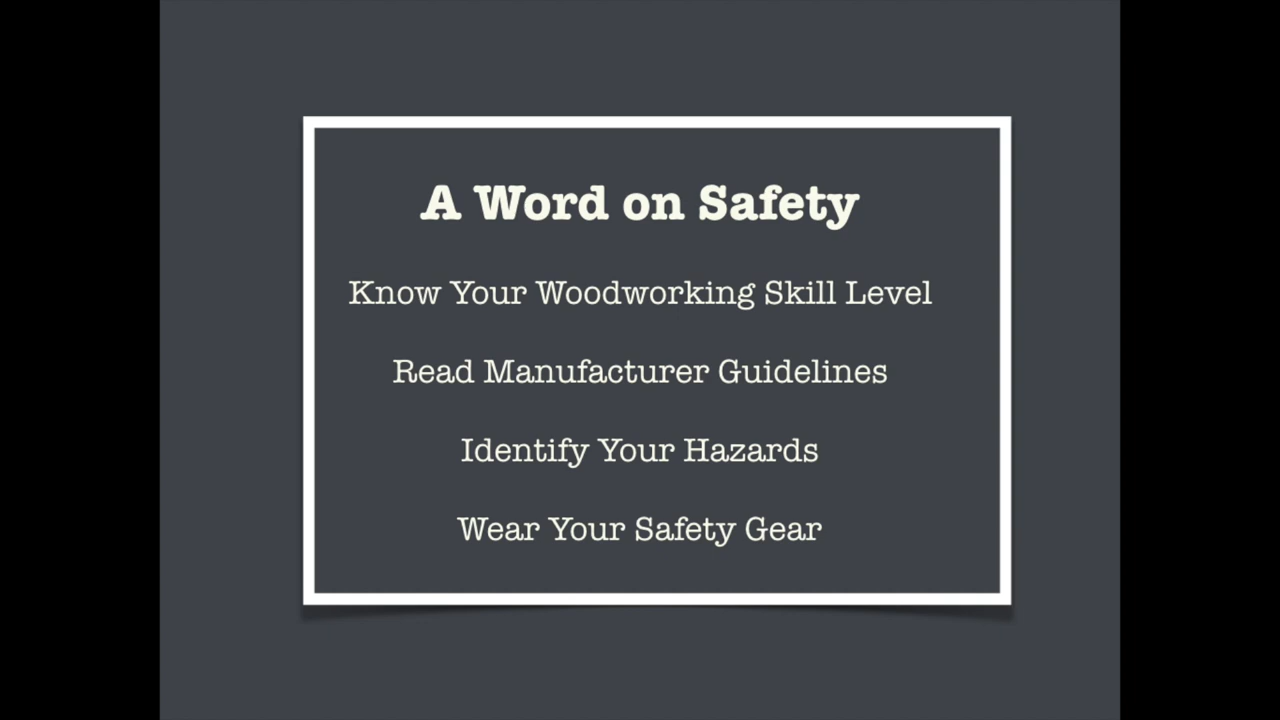 A Word on Safety
Know Your Woodworking Skill Level
Read Manufacturer Guidelines
Identify Your Hazards
Wear Your Safety Gear